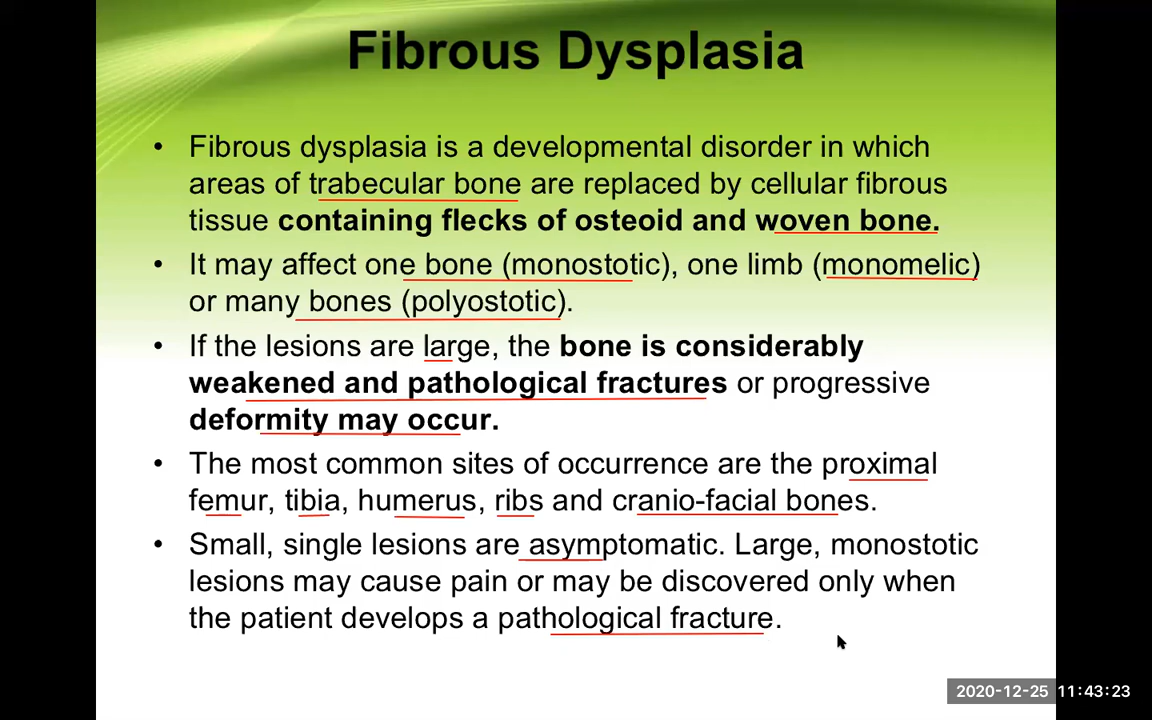 Fibrous Dysplasia
• Fibrous dysplasia is a developmental disorder in which
areas of trabecular bone are replaced by cellular fibrous
tissue containing flecks of osteoid and woven bone.
• It may affect one bone (monostotic), one limb (monomelic)
or many bones (polyostotic).
• If the lesions are large, the bone is considerably
weakened and pathological fractures or progressive
deformity may occur.
• The most common sites of occurrence are the proximal
femur, tibia, humerus, ribs and cranio-facial bones.
• Small, single lesions are asymptomatic. Large, monostotic
lesions may cause pain or may be discovered only when
the patient develops a pathological fracture.
2020-12-25 11:43:23